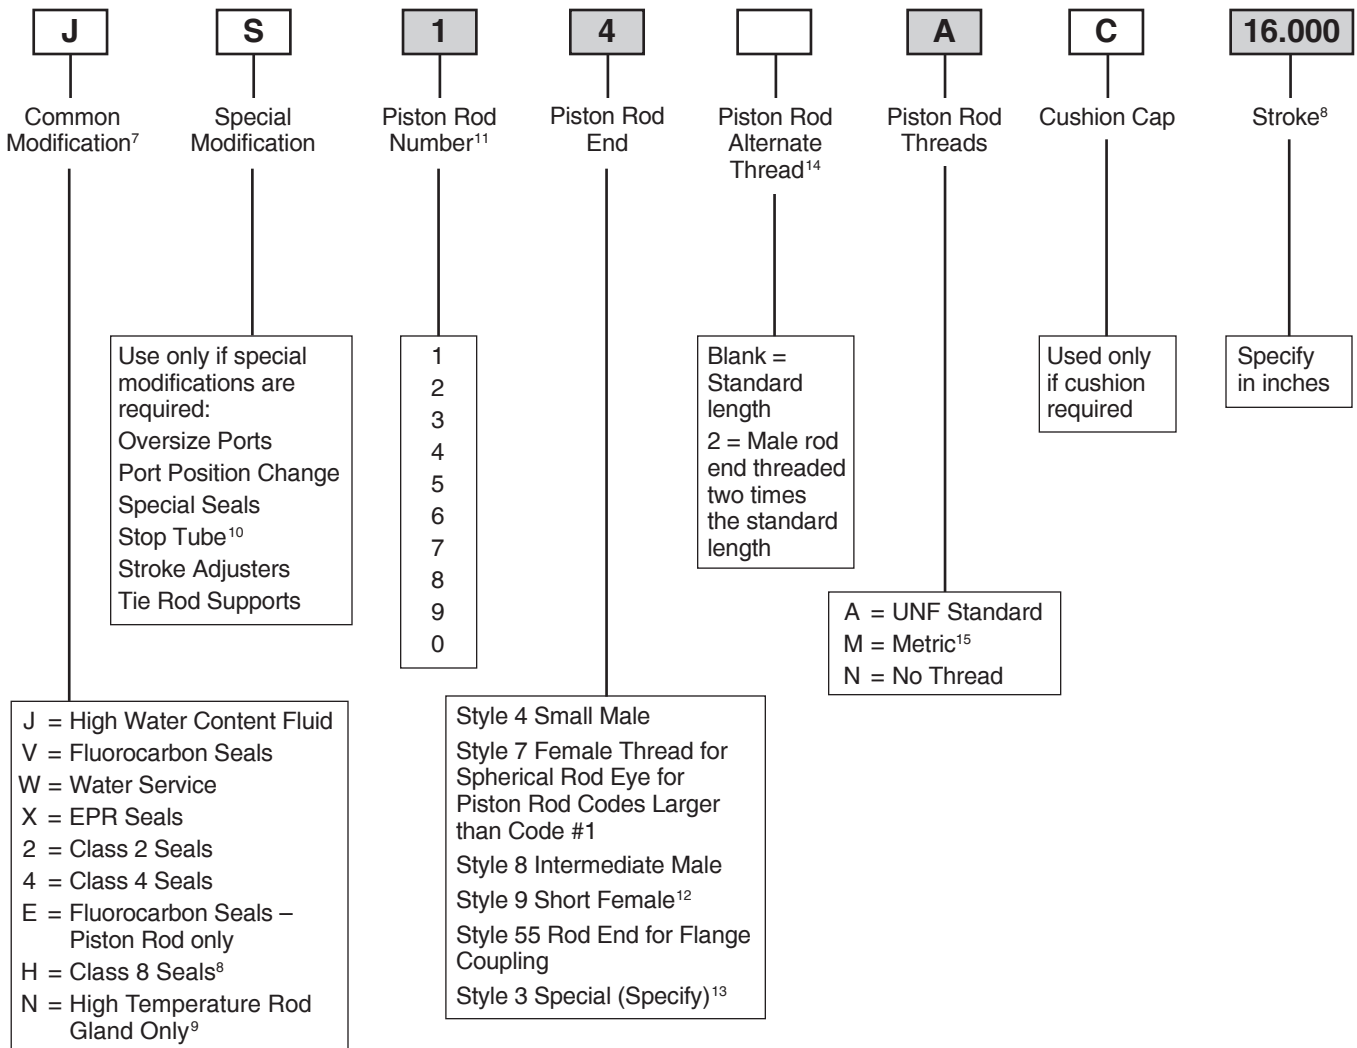 J S 1 4 A C 16.000
Common
Modification⁷
Special
Modification
Piston Rod
Number¹¹
Piston Rod
End
Piston Rod
Alternate
Thread¹⁴
Piston Rod
Threads
Cushion Cap
Stroke⁸
Use only if special
modifications are
required:
Oversize Ports
Port Position Change
Special Seals
Stop Tube¹⁰
Stroke Adjusters
Tie Rod Supports
1
2
3
4
5
6
7
8
9
0
Blank =
Standard
length
2 = Male rod
end threaded
two times
the standard
length
Used only
if cushion
required
Specify
in inches
A = UNF Standard
M = Metric¹⁵
N = No Thread
J = High Water Content Fluid
V = Fluorocarbon Seals
W = Water Service
X = EPR Seals
2 = Class 2 Seals
4 = Class 4 Seals
E = Fluorocarbon Seals –
Piston Rod only
H = Class 8 Seals⁸
N = High Temperature Rod
Gland Only⁹
Style 4 Small Male
Style 7 Female Thread for
Spherical Rod Eye for
Piston Rod Codes Larger
than Code #1
Style 8 Intermediate Male
Style 9 Short Female¹²
Style 55 Rod End for Flange
Coupling
Style 3 Special (Specify)¹³